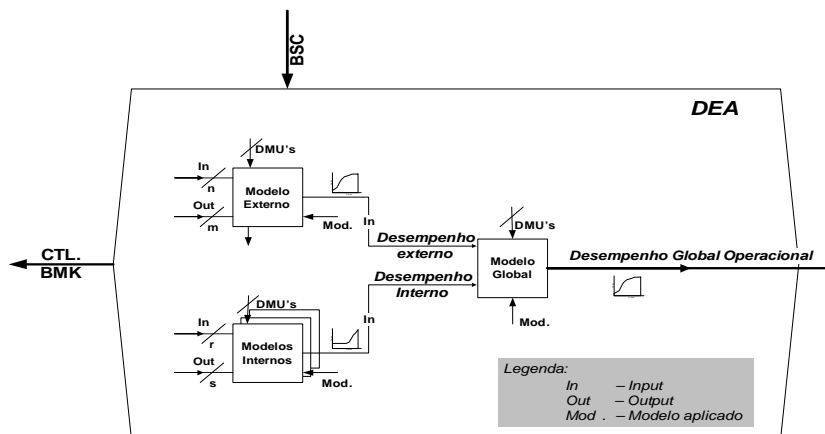 BSC
DEA
DMU's
In
n
Modelo
Externo
Out
m
Mod.
In
Desempenho
externo
DMU's
Modelo
Global
Desempenho Global Operacional
CTL.
BMK
Desempenho
Interno
DMU's
In
r
Modelos
Internos
Out
s
Mod.
In
Mod.
Legenda:
In – Input
Out – Output
Mod . – Modelo aplicado